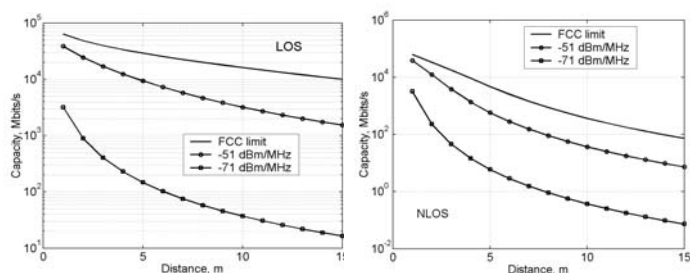 10^5
10^4
10^3
10^2
10^1
Capacity, Mbits/s
LOS
FCC limit
-51 dBm/MHz
-71 dBm/MHz
5
10
15
Distance, m
10^6
10^4
10^2
10^0
10^-2
Capacity, Mbits/s
FCC limit
-51 dBm/MHz
-71 dBm/MHz
NLOS
0
5
10
15
Distance, m